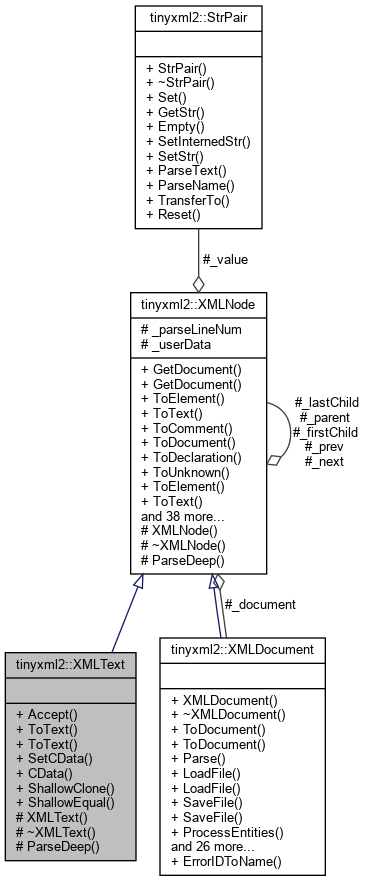 tinyxml2::StrPair
+ StrPair()
+ ~StrPair()
+ Set()
+ GetStr()
+ Empty()
+ SetInternedStr()
+ SetStr()
+ ParseText()
+ ParseName()
+ TransferTo()
+ Reset()
#_value
tinyxml2::XMLNode
# _parseLineNum
# _userData
+ GetDocument()
+ GetDocument()
+ ToElement()
+ ToText()
+ ToComment()
+ ToDocument()
+ ToDeclaration()
+ ToUnknown()
+ ToElement()
+ ToText()
and 38 more...
# XMLNode()
# ~XMLNode()
# ParseDeep()
#_lastChild
#_parent
#_firstChild
#_prev
#_next
#_document
tinyxml2::XMLText
+ Accept()
+ ToText()
+ ToText()
+ SetCData()
+ CData()
+ ShallowClone()
+ ShallowEqual()
# XMLText()
# ~XMLText()
# ParseDeep()
tinyxml2::XMLDocument
+ XMLDocument()
+ ~XMLDocument()
+ ToDocument()
+ ToDocument()
+ Parse()
+ LoadFile()
+ LoadFile()
+ SaveFile()
+ SaveFile()
+ ProcessEntities()
and 26 more...
+ ErrorIDToName()